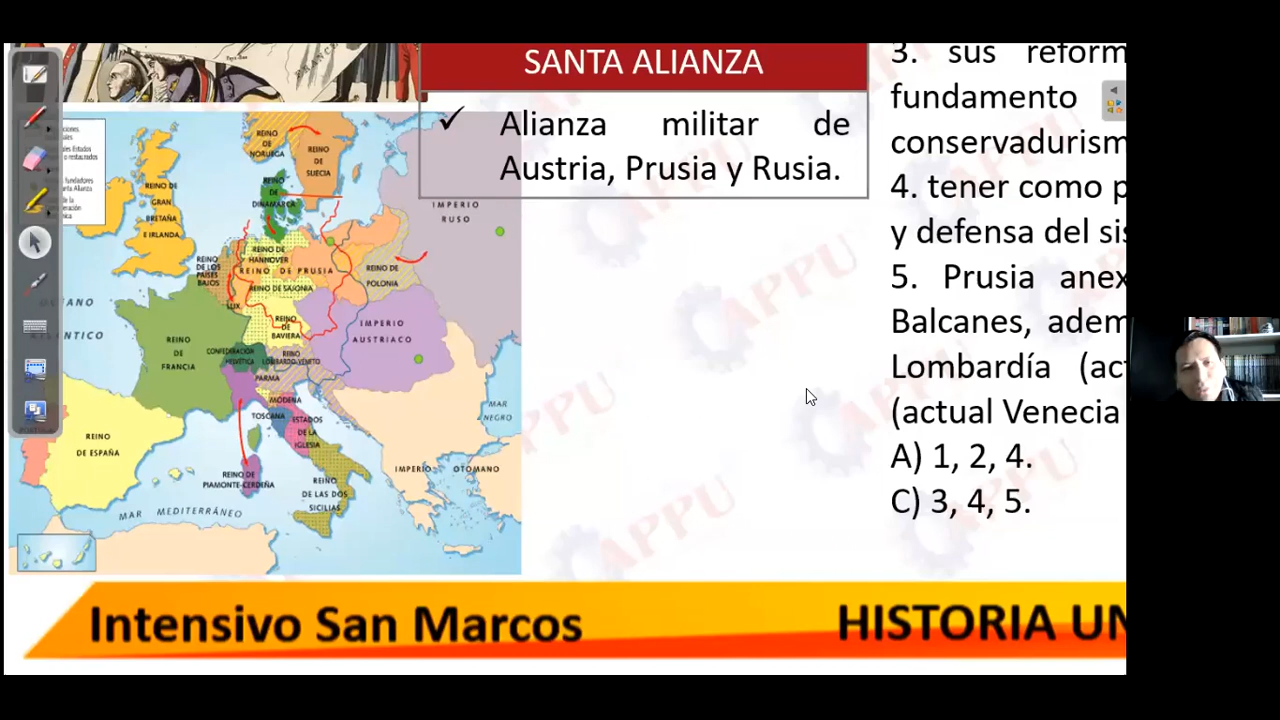 SANTA ALIANZA
✓ Alianza militar de
Austria, Prusia y Rusia.
3. sus reform
fundamento
conservadurism
4. tener como p
y defensa del sis
5. Prusia anex
Balcanes, adem
Lombardía (act
(actual Venecia
A) 1, 2, 4.
C) 3, 4, 5.
REINO
DE
NORUEGA
REINO
DE
SUECIA
REINO
DE
DINAMARCA
REINO DE
GRAN
BRETAÑA
E IRLANDA
IMPERIO
RUSO
REINO
DE LOS
PAÍSES
BAJOS
REINO DE
HANNOVER
REINO DE PRUSIA
REINO DE SAJONIA
REINO DE
POLONIA
LUX.
REINO
DE
BAVIERA
IMPERIO
AUSTRIACO
REINO
DE
FRANCIA
CONFEDERACIÓN
HELVÉTICA
REINO
LOMBARDO-VÉNETO
PARMA
MODENA
TOSCANA
ESTADOS
DE LA
IGLESIA
MAR
NEGRO
REINO
DE ESPAÑA
REINO DE
PIAMONTE-CERDEÑA
REINO
DE LAS DOS
SICILIAS
IMPERIO OTOMANO
MAR MEDITERRÁNEO
APPU
APPU
APPU
APPU
Intensivo San Marcos
HISTORIA UN